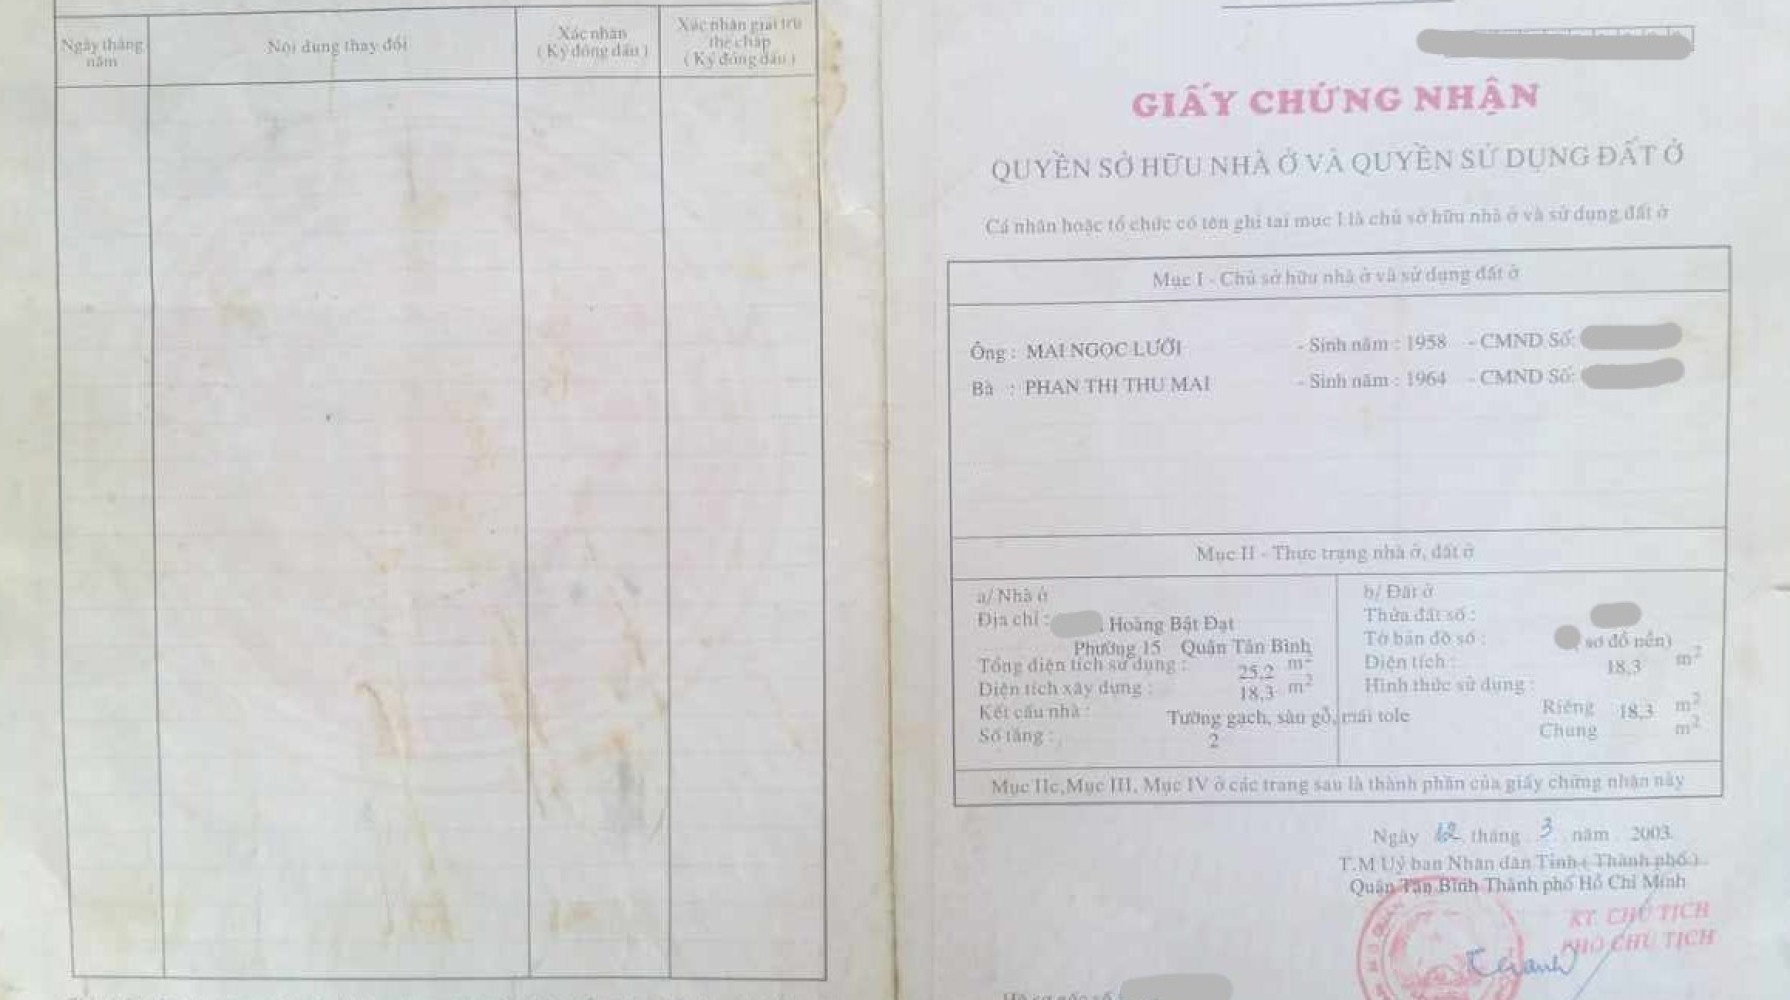 Ngày tháng năm
Nội dung thay đổi
Xác nhận
( Ký đóng dấu )
Xác nhận giải trừ
thế chấp
( Ký đóng dấu )
GIẤY CHỨNG NHẬN
QUYỀN SỞ HỮU NHÀ Ở VÀ QUYỀN SỬ DỤNG ĐẤT Ở
Cá nhân hoặc tổ chức có tên ghi tại mục I là chủ sở hữu nhà ở và sử dụng đất ở
Mục I - Chủ sở hữu nhà ở và sử dụng đất ở
Ông : MAI NGỌC LƯỜI - Sinh năm : 1958 - CMND Số:
Bà : PHAN THỊ THU MAI - Sinh năm : 1964 - CMND Số:
Mục II - Thực trạng nhà ở, đất ở
a/ Nhà ở
Địa chỉ : Hoàng Bật Đạt
Phường 15 Quận Tân Bình
Tổng diện tích sử dụng : 25,2 m2
Diện tích xây dựng : 18,3 m2
Kết cấu nhà : Tường gạch, sàn gỗ, mái tole
Số tầng : 2
b/ Đất ở
Thửa đất số :
Tờ bản đồ số : sơ đồ nền)
Diện tích : 18,3 m2
Hình thức sử dụng :
Riêng 18,3 m2
Chung m2
Mục IIc, Mục III, Mục IV ở các trang sau là thành phần của giấy chứng nhận này
Ngày 12 tháng 3 năm 2003
T.M Uỷ ban Nhân dân Tỉnh ( Thành phố )
Quận Tân Bình Thành phố Hồ Chí Minh
KT. CHỦ TỊCH
PHÓ CHỦ TỊCH
Hồ sơ gốc số :